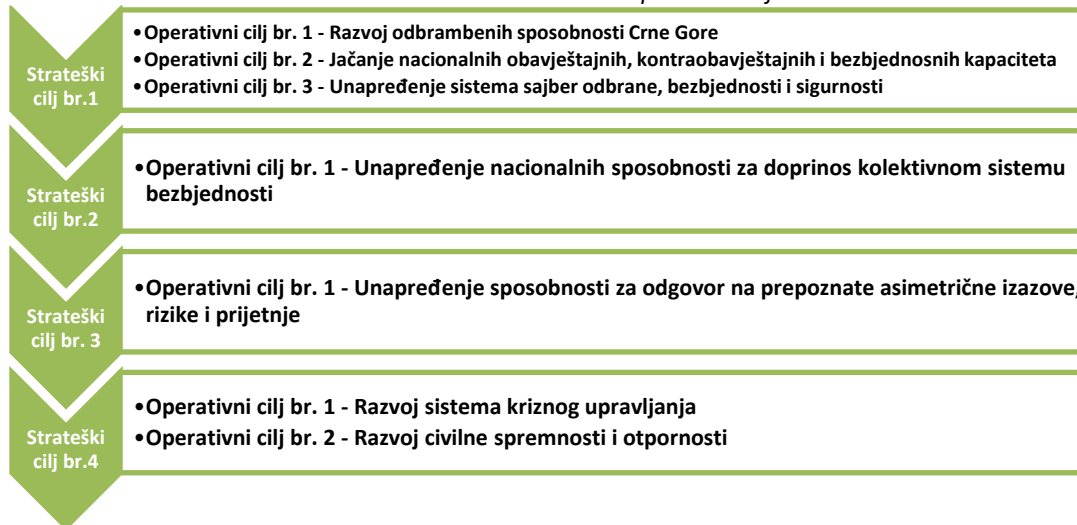 Strateški
cilj br.1
•Operativni cilj br. 1 - Razvoj odbrambenih sposobnosti Crne Gore
•Operativni cilj br. 2 - Jačanje nacionalnih obavještajnih, kontraobavještajnih i bezbjednosnih kapaciteta
•Operativni cilj br. 3 - Unapređenje sistema sajber odbrane, bezbjednosti i sigurnosti
Strateški
cilj br.2
•Operativni cilj br. 1 - Unapređenje nacionalnih sposobnosti za doprinos kolektivnom sistemu
bezbjednosti
Strateški
cilj br. 3
•Operativni cilj br. 1 - Unapređenje sposobnosti za odgovor na prepoznate asimetrične izazove,
rizike i prijetnje
Strateški
cilj br.4
•Operativni cilj br. 1 - Razvoj sistema kriznog upravljanja
•Operativni cilj br. 2 - Razvoj civilne spremnosti i otpornosti